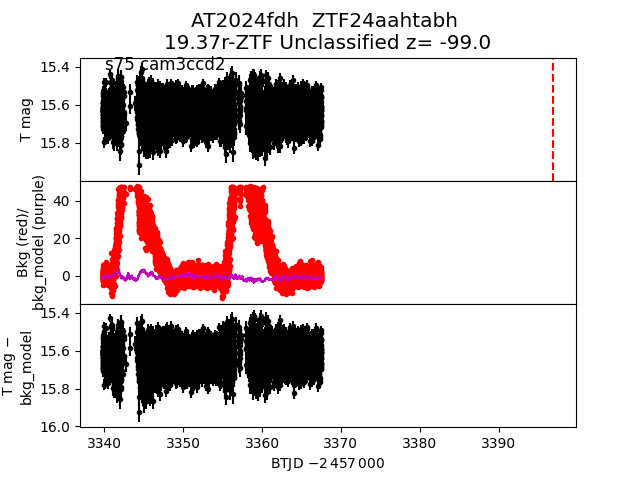 AT2024fdh  ZTF24aahtabh
19.37r-ZTF Unclassified z= -99.0
s75 cam3ccd2
15.4
15.6
15.8
T mag
40
20
0
Bkg (red)/
bkg_model (purple)
15.4
15.6
15.8
16.0
T mag −
bkg_model
3340 3350 3360 3370 3380 3390
BTJD −2 457 000